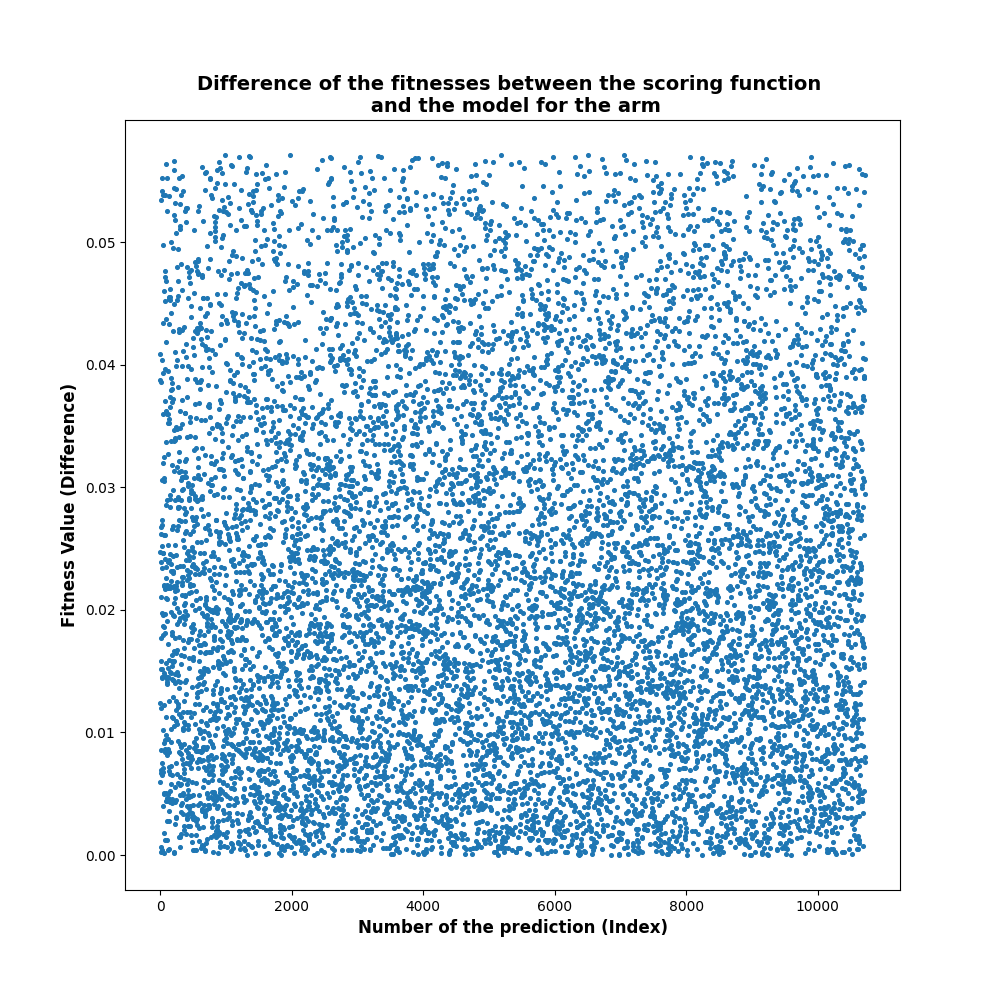 Difference of the fitnesses between the scoring function
and the model for the arm
0.05
0.04
0.03
0.02
0.01
0.00
Fitness Value (Difference)
0 2000 4000 6000 8000 10000
Number of the prediction (Index)